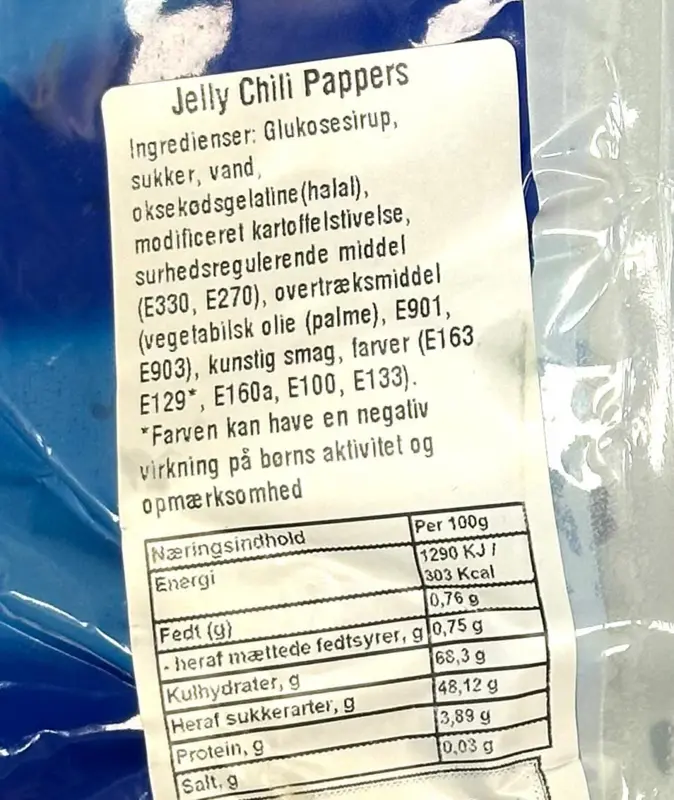 Jelly Chili Pappers
Ingredienser: Glukosesirup,
sukker, vand,
oksekødsgelatine(halal),
modificeret kartoffelstivelse,
surhedsregulerende middel
(E330, E270), overtræksmiddel
(vegetabilsk olie (palme), E901,
E903), kunstig smag, farver (E163
E129*, E160a, E100, E133).
*Farven kan have en negativ
virkning på børns aktivitet og
opmærksomhed
Næringsindhold Per 100g
Energi 1290 KJ /
303 Kcal
Fedt (g) 0,76 g
- heraf mættede fedtsyrer, g 0,75 g
Kulhydrater, g 68,3 g
Heraf sukkerarter, g 48,12 g
Protein, g 3,89 g
Salt, g 0,03 g